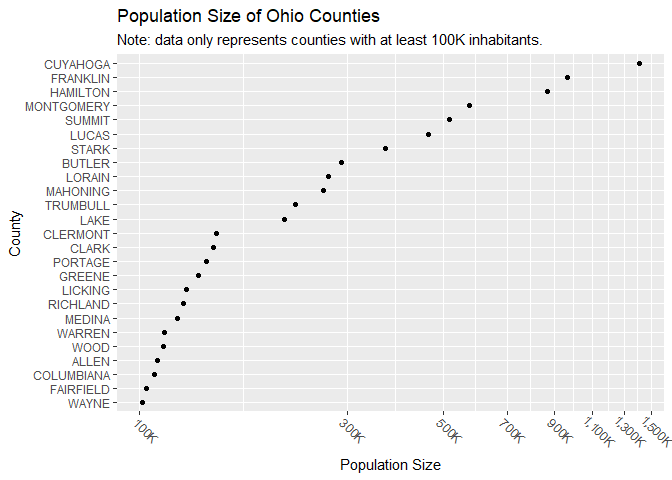 Population Size of Ohio Counties
Note: data only represents counties with at least 100K inhabitants.
CUYAHOGA
FRANKLIN
HAMILTON
MONTGOMERY
SUMMIT
LUCAS
STARK
BUTLER
LORAIN
MAHONING
TRUMBULL
LAKE
CLERMONT
CLARK
PORTAGE
GREENE
LICKING
RICHLAND
MEDINA
WARREN
WOOD
ALLEN
COLUMBIANA
FAIRFIELD
WAYNE
County
100K
300K
500K
700K
900K
1,100K
1,300K
1,500K
Population Size